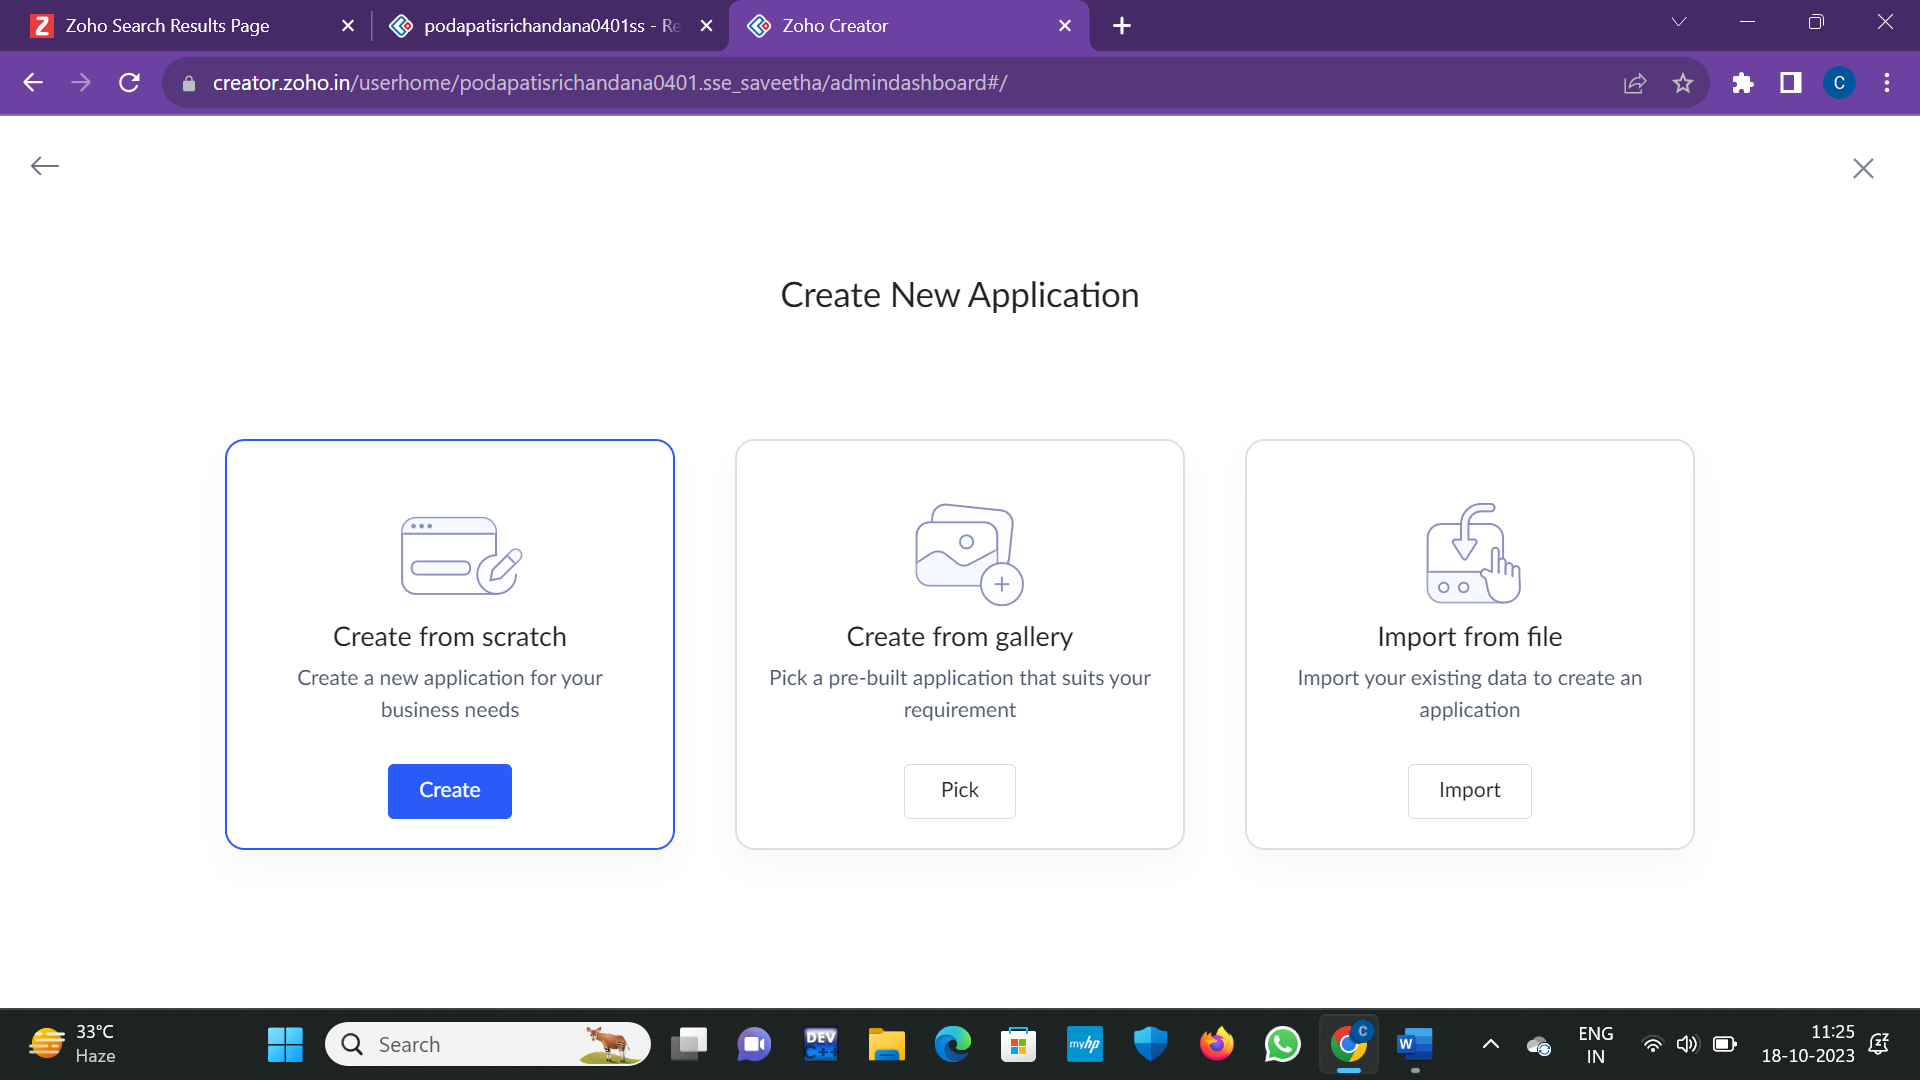 Zoho Search Results Page
podapatisrichandana0401ss - Re
Zoho Creator
creator.zoho.in/userhome/podapatisrichandana0401.sse_saveetha/admindashboard#/
C
Create New Application
Create from scratch
Create a new application for your
business needs
Create
Create from gallery
Pick a pre-built application that suits your
requirement
Pick
Import from file
Import your existing data to create an
application
Import
33°C
Haze
Search
DEV
C++
myhp
C
W
ENG
IN
11:25
18-10-2023